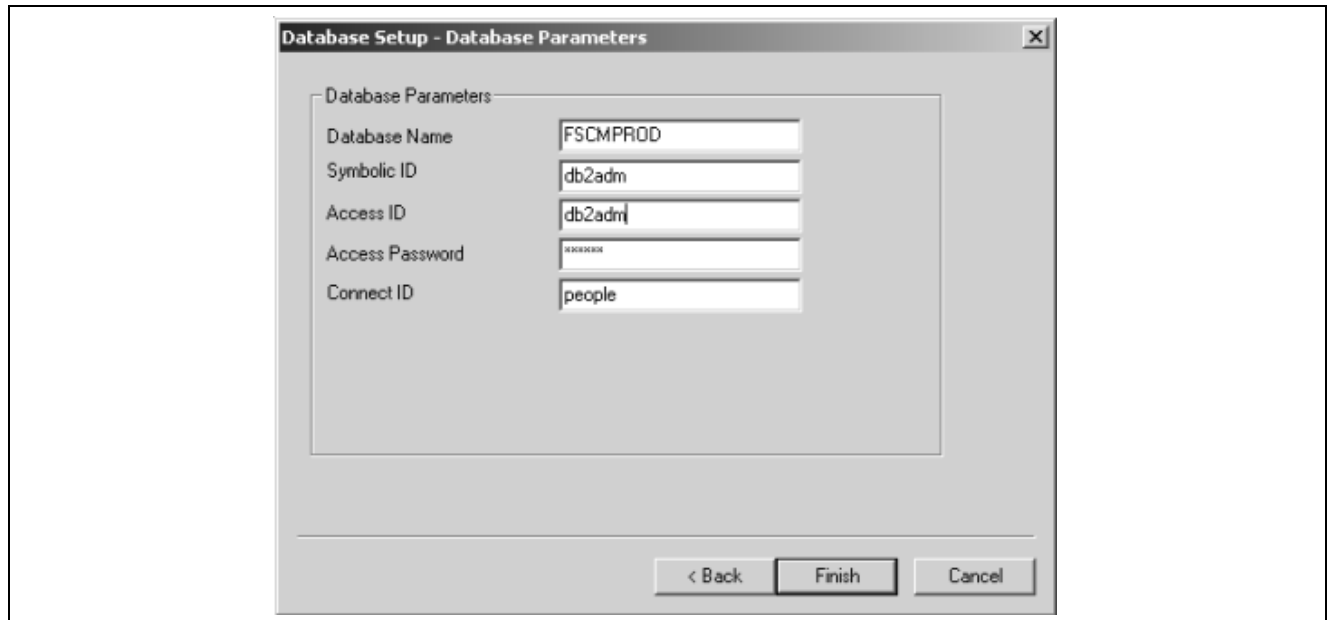 Database Setup - Database Parameters
Database Parameters
Database Name FSCMPROD
Symbolic ID db2adm
Access ID db2adm
Access Password ******
Connect ID people
< Back Finish Cancel